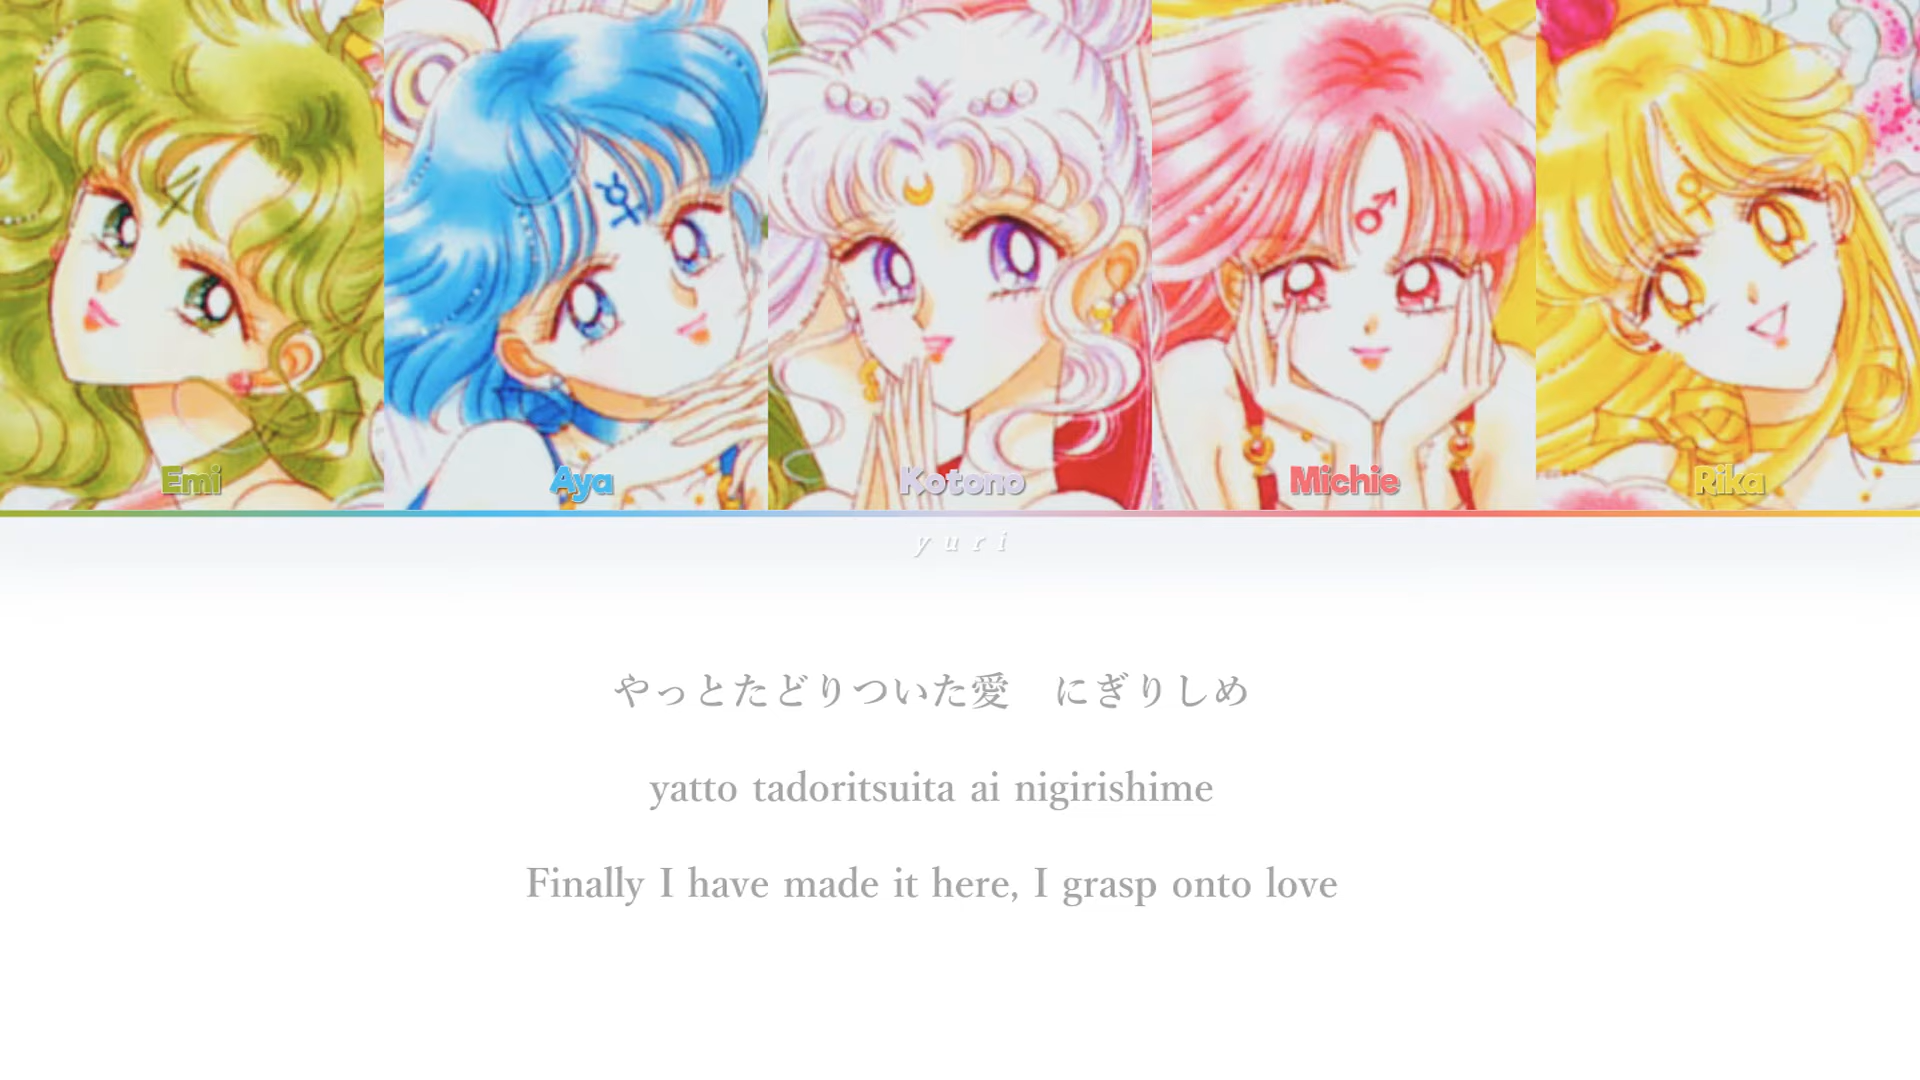 Emi
Aya
Kotono
Michie
Rika
yuri
やっとたどりついた愛　にぎりしめ
yatto tadoritsuita ai nigirishime
Finally I have made it here, I grasp onto love